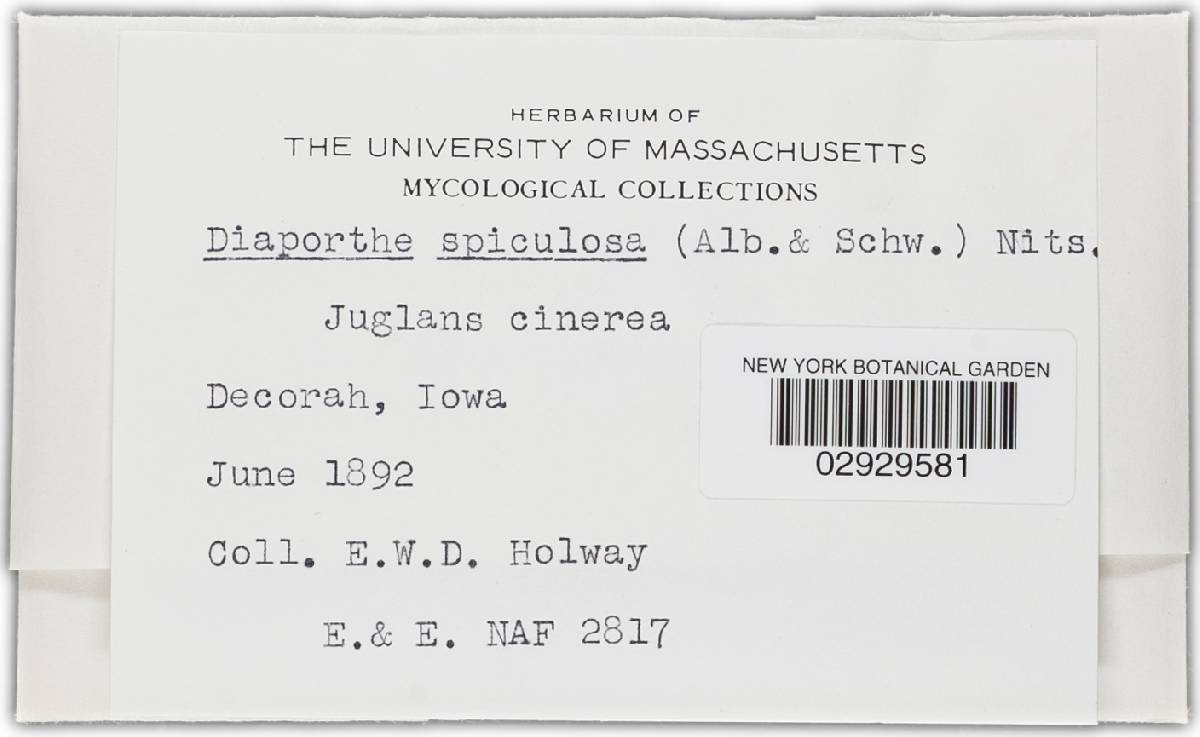 HERBARIUM OF
THE UNIVERSITY OF MASSACHUSETTS
MYCOLOGICAL COLLECTIONS
Diaporthe spiculosa (Alb.& Schw.) Nits.
Juglans cinerea
NEW YORK BOTANICAL GARDEN
02929581
Decorah, Iowa
June 1892
Coll. E.W.D. Holway
E.& E. NAF 2817